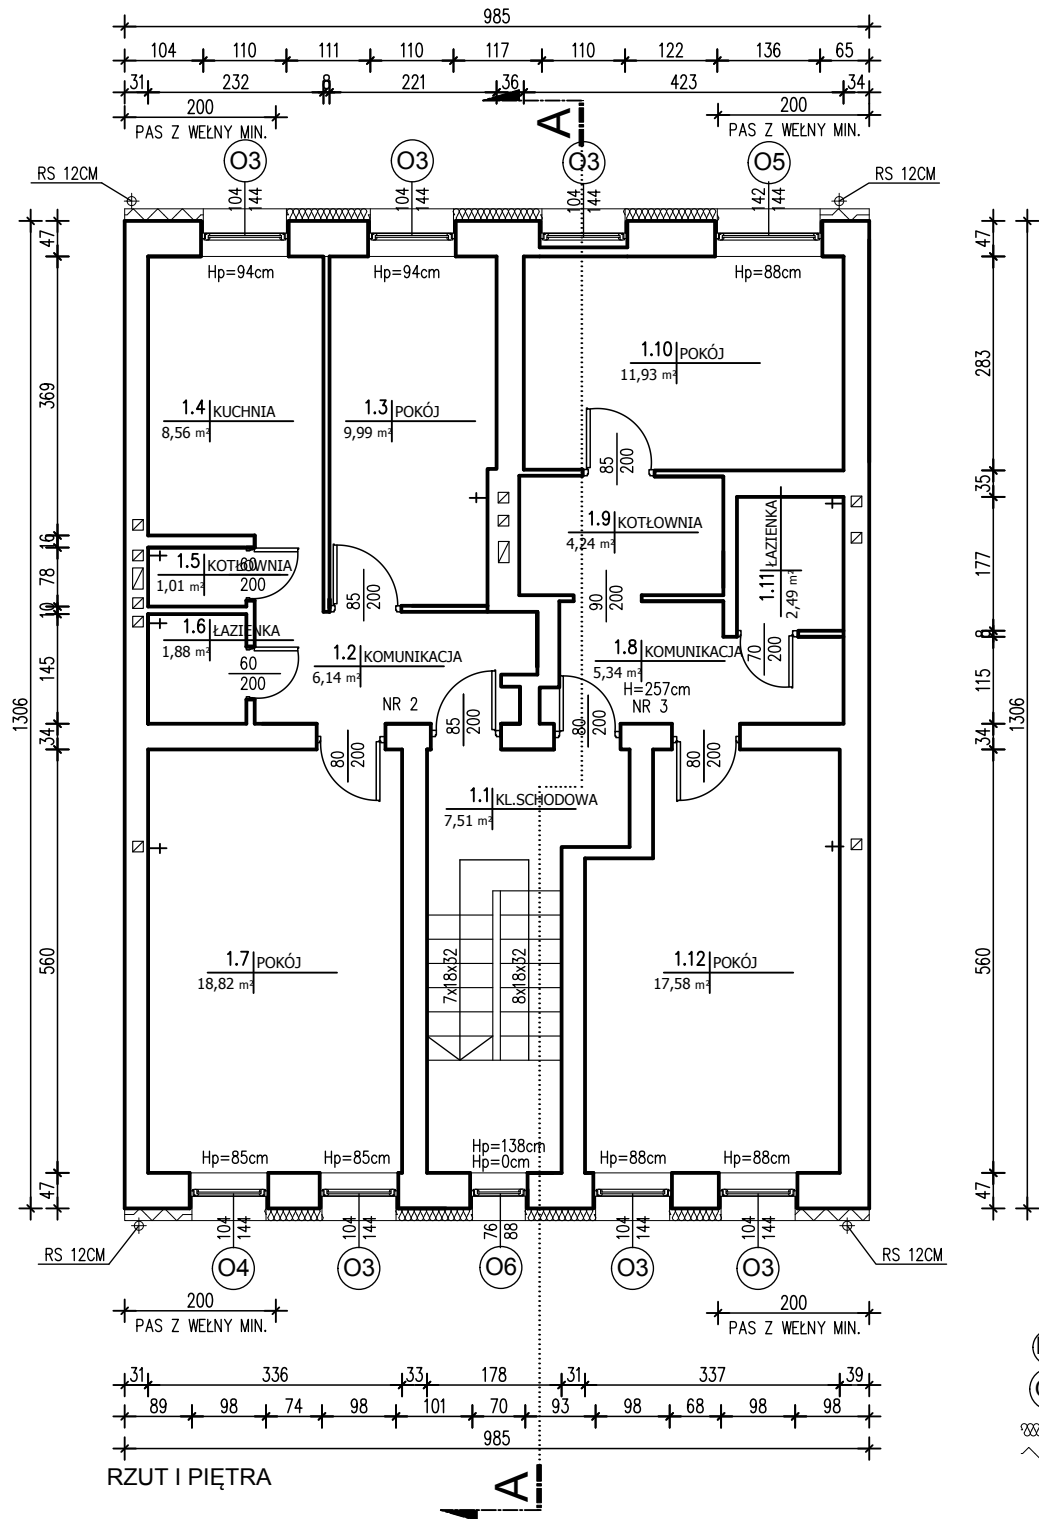 985
104 110 111 110 117 110 122 136 65
31 232 8 221 36 423 34
200 200
PAS Z WEŁNY MIN. PAS Z WEŁNY MIN.
A
O3 O3 O3 O5
RS 12CM RS 12CM
104 144 104 144 104 144 142 144
47 47
Hp=94cm Hp=94cm Hp=88cm
1.10 POKÓJ
11,93 m²
283
369
1.4 KUCHNIA
8,56 m²
1.3 POKÓJ
9,99 m²
85 200
35
1.9 KOTŁOWNIA
4,24 m²
1.11 ŁAZIENKA
2,49 m²
177
16
1.5 KOTŁOWNIA
1,01 m²
60 200
78
85 200
90 200
10
1.6 ŁAZIENKA
1,88 m²
60 200
145
1.2 KOMUNIKACJA
6,14 m²
NR 2
1.8 KOMUNIKACJA
5,34 m²
H=257cm
NR 3
70 200
8
115
1306 1306
34 34
80 200
85 200
80 200
80 200
1.1 KL.SCHODOWA
7,51 m²
560 560
1.7 POKÓJ
18,82 m²
7x18x32
8x18x32
1.12 POKÓJ
17,58 m²
Hp=138cm
Hp=85cm Hp=85cm Hp=0cm Hp=88cm Hp=88cm
47 47
104 144 104 144 76 88 104 144 104 144
RS 12CM RS 12CM
O4 O3 O6 O3 O3
200 200
PAS Z WEŁNY MIN. PAS Z WEŁNY MIN.
31 336 33 178 31 337 39
89 98 74 98 101 70 93 98 68 98 98
985
RZUT I PIĘTRA
A